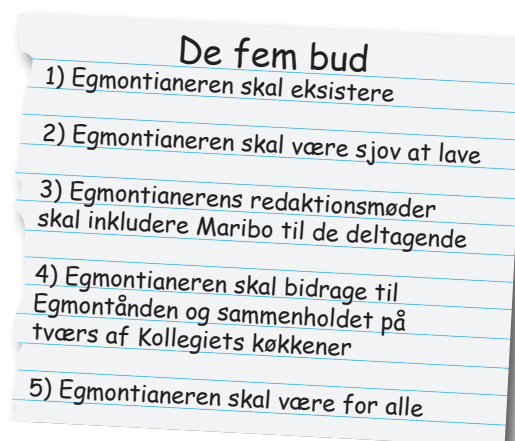 De fem bud
1) Egmontianeren skal eksistere
2) Egmontianeren skal være sjov at lave
3) Egmontianerens redaktionsmøder
skal inkludere Maribo til de deltagende
4) Egmontianeren skal bidrage til
Egmontånden og sammenholdet på
tværs af Kollegiets køkkener
5) Egmontianeren skal være for alle